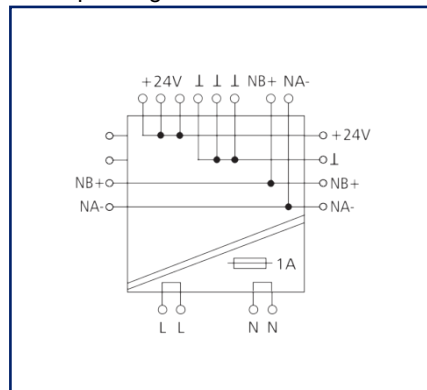 +24V ⊥ ⊥ ⊥ NB+ NA-
+24V
⊥
NB+ NB+
NA- NA-
1A
L L N N